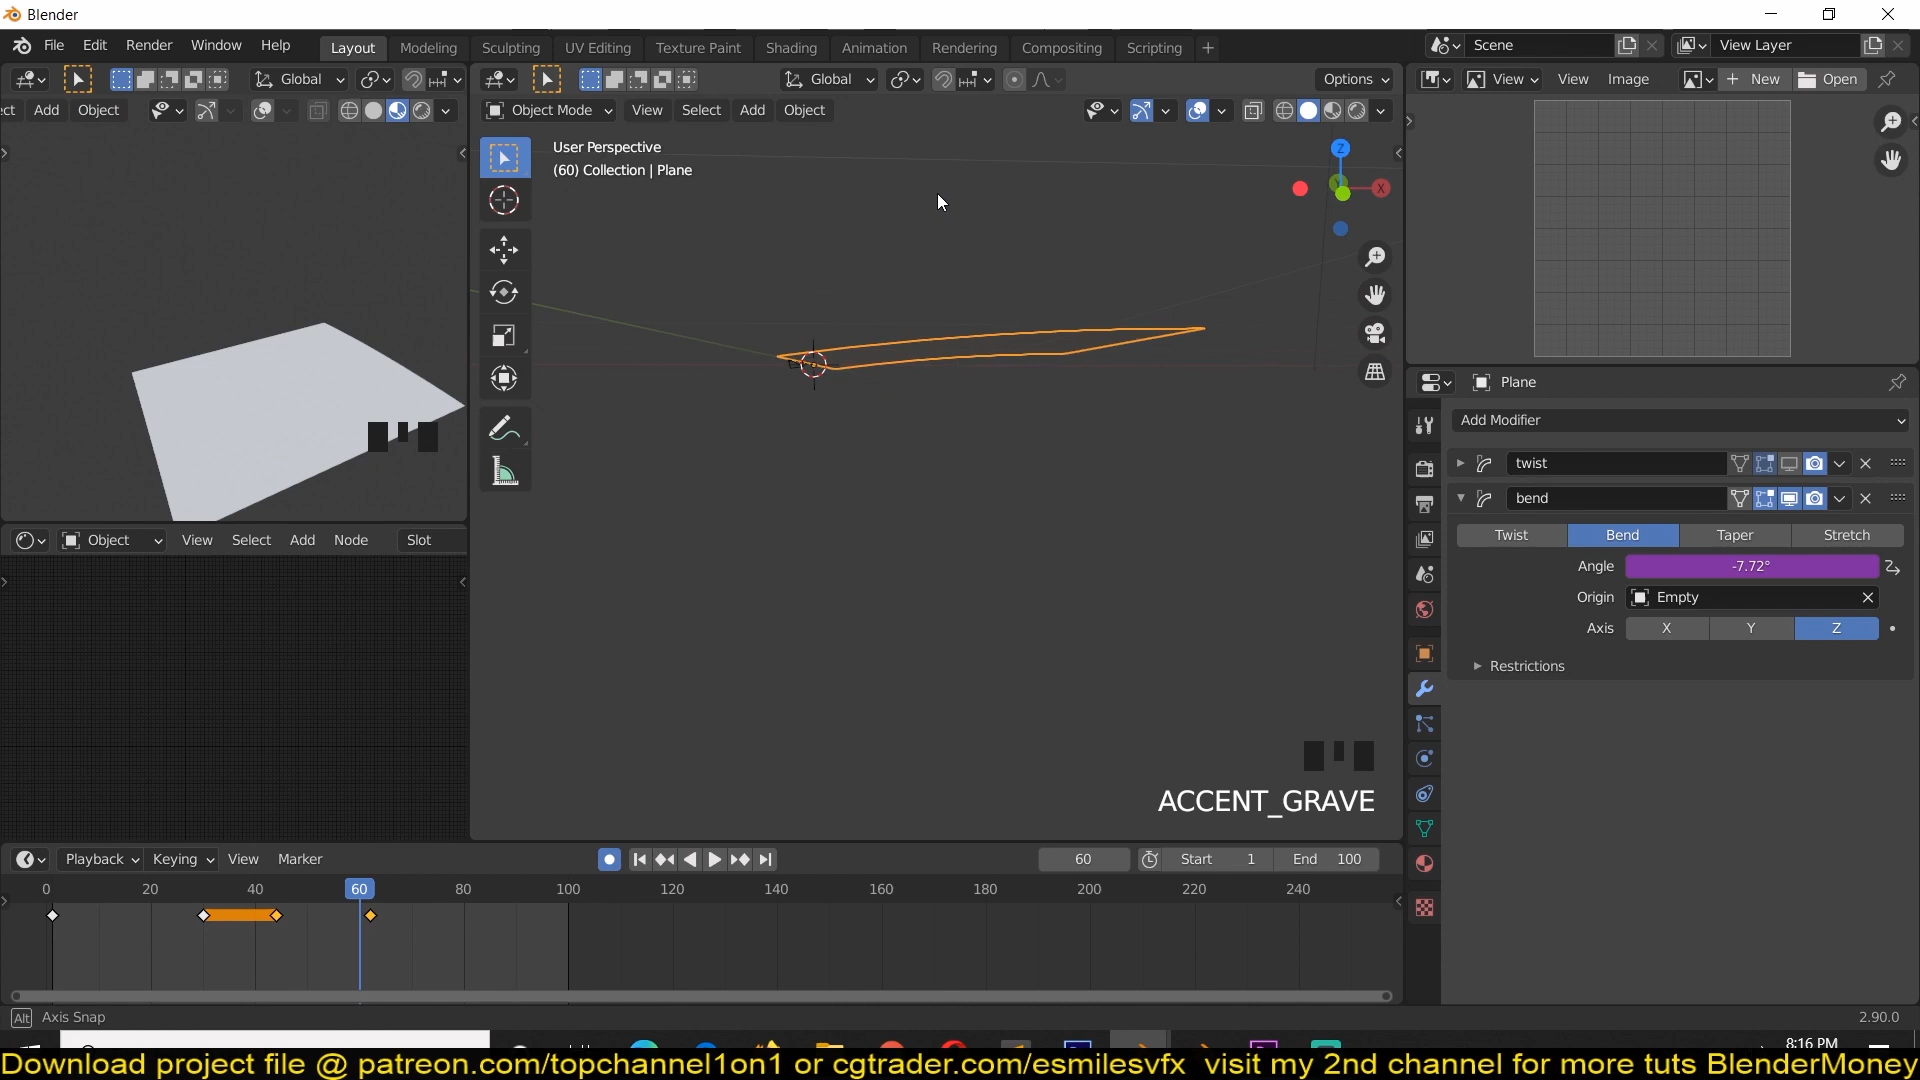 Blender
File Edit Render Window Help Layout Modeling Sculpting UV Editing Texture Paint Shading Animation Rendering Compositing Scripting + Scene View Layer
Global Global Options View View Image New Open
ct Add Object Object Mode View Select Add Object
User Perspective
(60) Collection | Plane
Z
X
Plane
Add Modifier
twist
bend
Twist Bend Taper Stretch
Angle -7.72°
Origin Empty
Axis X Y Z
Restrictions
Object View Select Add Node Slot
ACCENT_GRAVE
Playback Keying View Marker 60 Start 1 End 100
0 20 40 60 80 100 120 140 160 180 200 220 240
Alt Axis Snap 2.90.0
8:16 PM
Download project file @ patreon.com/topchannel1on1 or cgtrader.com/esmilesvfx visit my 2nd channel for more tuts BlenderMoney